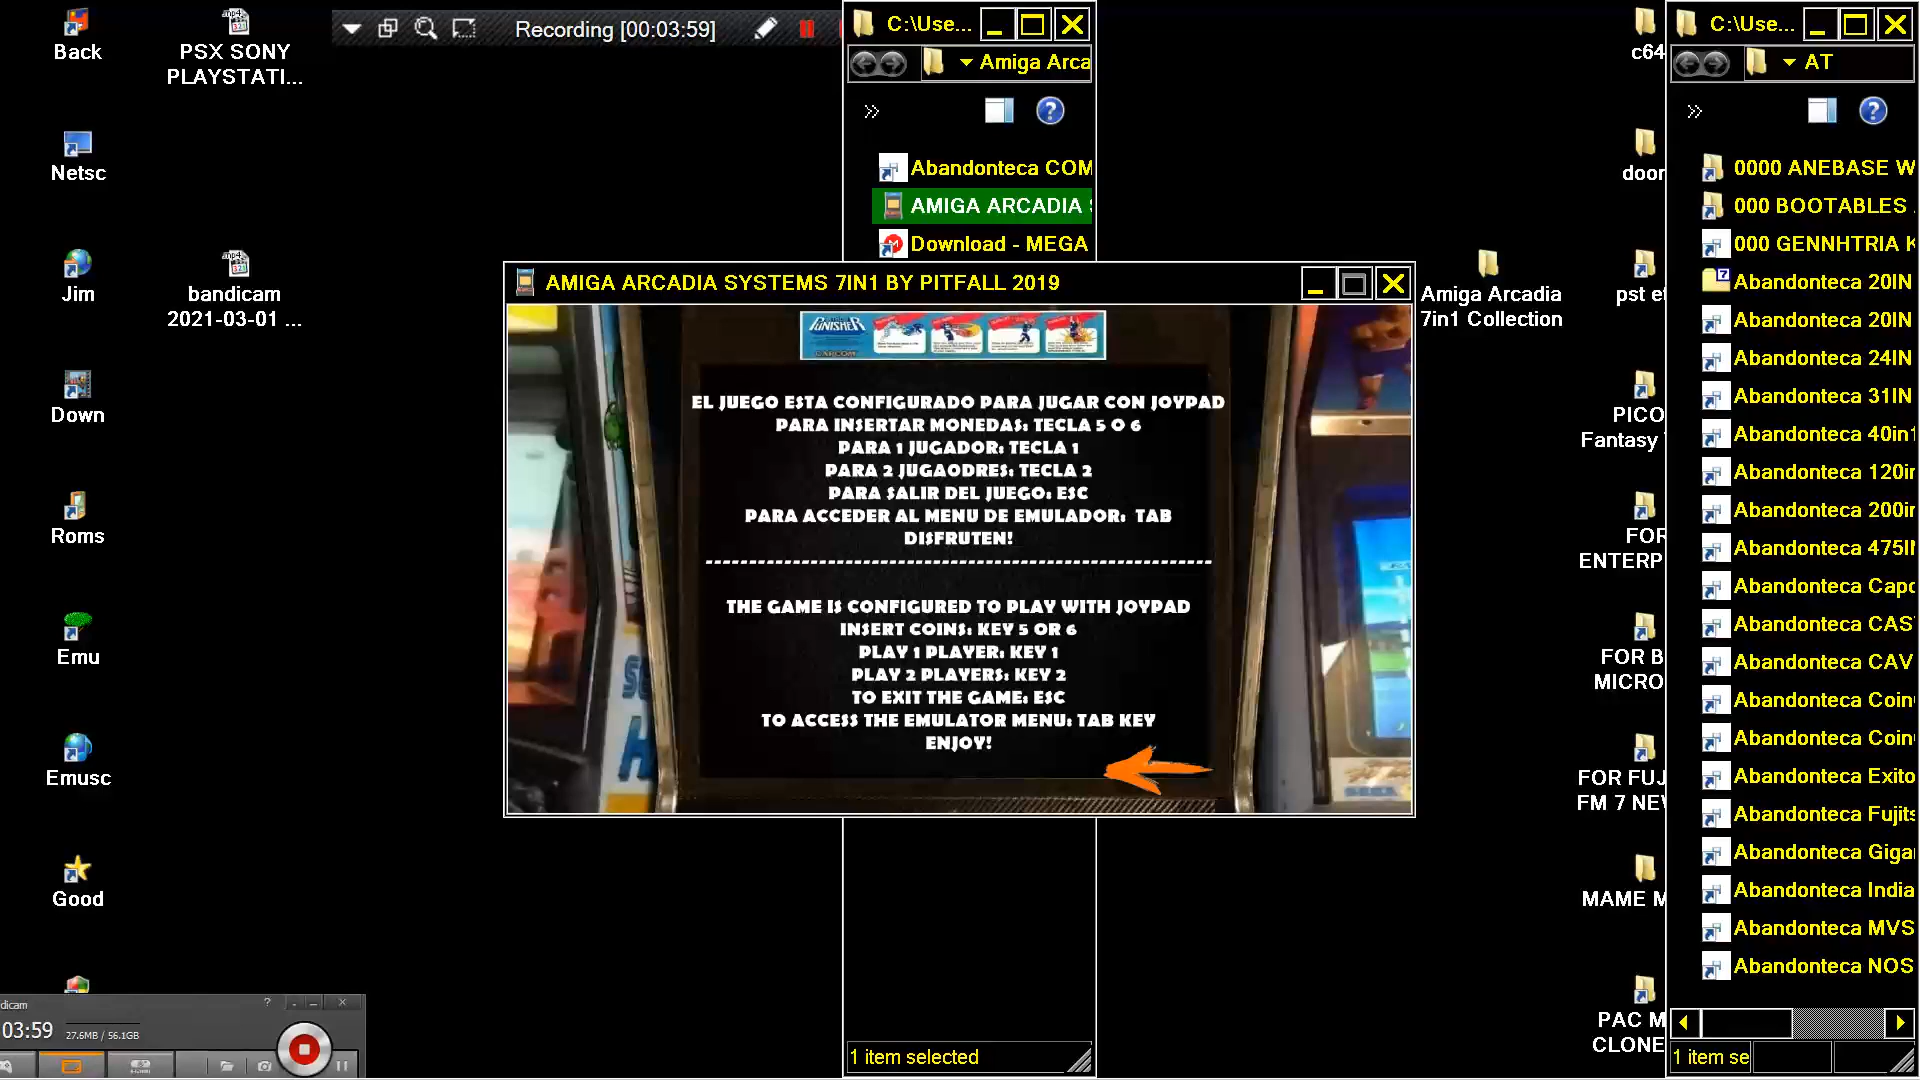 Back
PSX SONY
PLAYSTATI...
Netsc
Jim
bandicam
2021-03-01 ...
Down
Roms
Emu
Emusc
Good
Recording [00:03:59]
C:\Use...
Amiga Arca
Abandonteca COM
AMIGA ARCADIA
Download - MEGA
AMIGA ARCADIA SYSTEMS 7IN1 BY PITFALL 2019
PUNISHER
CAPCOM
EL JUEGO ESTA CONFIGURADO PARA JUGAR CON JOYPAD
PARA INSERTAR MONEDAS: TECLA 5 O 6
PARA 1 JUGADOR: TECLA 1
PARA 2 JUGAODRES: TECLA 2
PARA SALIR DEL JUEGO: ESC
PARA ACCEDER AL MENU DE EMULADOR: TAB
DISFRUTEN!
THE GAME IS CONFIGURED TO PLAY WITH JOYPAD
INSERT COINS: KEY 5 OR 6
PLAY 1 PLAYER: KEY 1
PLAY 2 PLAYERS: KEY 2
TO EXIT THE GAME: ESC
TO ACCESS THE EMULATOR MENU: TAB KEY
ENJOY!
1 item selected
Amiga Arcadia
7in1 Collection
c64
door
pst et
PICO
Fantasy
FOR
ENTERP
FOR B
MICRO
FOR FUJ
FM 7 NEV
MAME M
PAC M
CLONE
C:\Use...
AT
0000 ANEBASE W
000 BOOTABLES
000 GENNHTRIA K
Abandonteca 20IN
Abandonteca 20IN
Abandonteca 24IN
Abandonteca 31IN
Abandonteca 40in1
Abandonteca 120in
Abandonteca 200in
Abandonteca 475IN
Abandonteca Capc
Abandonteca CAS
Abandonteca CAV
Abandonteca Coin
Abandonteca Coin
Abandonteca Exito
Abandonteca Fujits
Abandonteca Giga
Abandonteca India
Abandonteca MVS
Abandonteca NOS
1 item se
dicam
03:59
27.6MB / 56.1GB